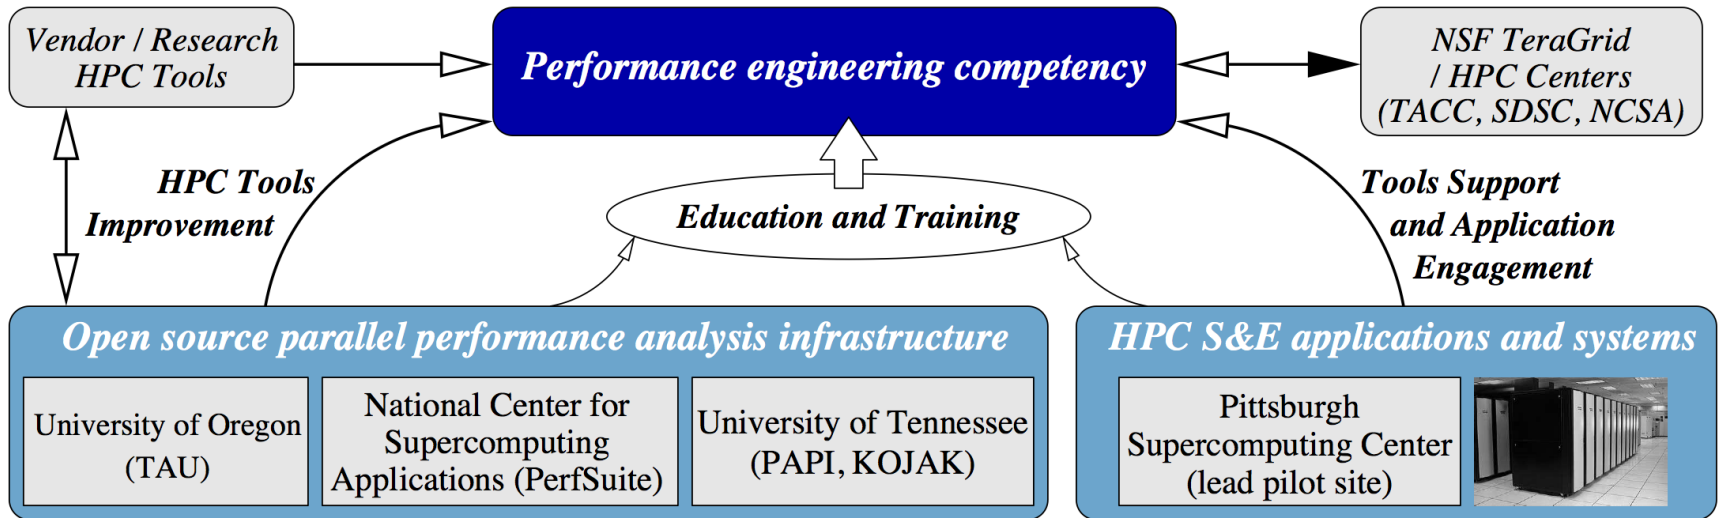 Vendor / Research
HPC Tools
Performance engineering competency
NSF TeraGrid
/ HPC Centers
(TACC, SDSC, NCSA)
HPC Tools
Improvement
Education and Training
Tools Support
and Application
Engagement
Open source parallel performance analysis infrastructure
University of Oregon
(TAU)
National Center for
Supercomputing
Applications (PerfSuite)
University of Tennessee
(PAPI, KOJAK)
HPC S&E applications and systems
Pittsburgh
Supercomputing Center
(lead pilot site)